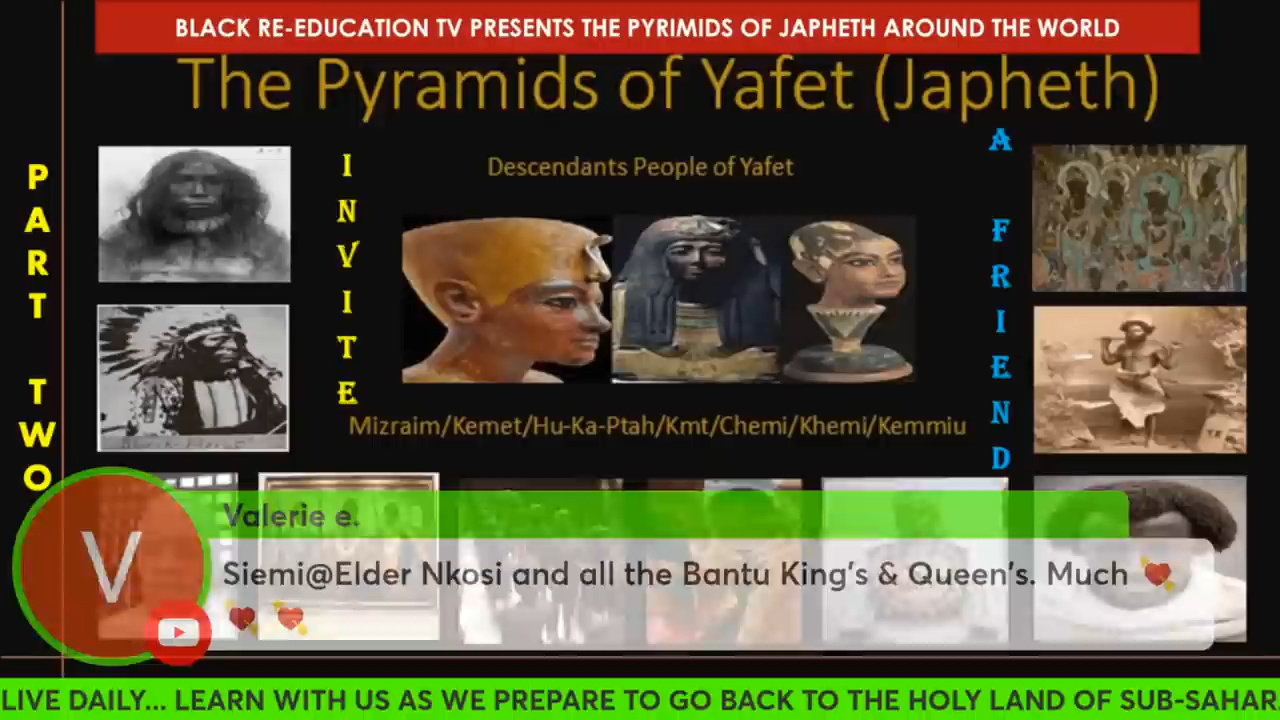 BLACK RE-EDUCATION TV PRESENTS THE PYRIMIDS OF JAPHETH AROUND THE WORLD
The Pyramids of Yafet (Japheth)
PART TWO
INVITE
A FRIEND
Descendants People of Yafet
Mizraim/Kemet/Hu-Ka-Ptah/Kmt/Chemi/Khemi/Kemmiu
V
Valerie e.
Siemi@Elder Nkosi and all the Bantu King's & Queen's. Much 💘
💘 💘
LIVE DAILY... LEARN WITH US AS WE PREPARE TO GO BACK TO THE HOLY LAND OF SUB-SAHAR